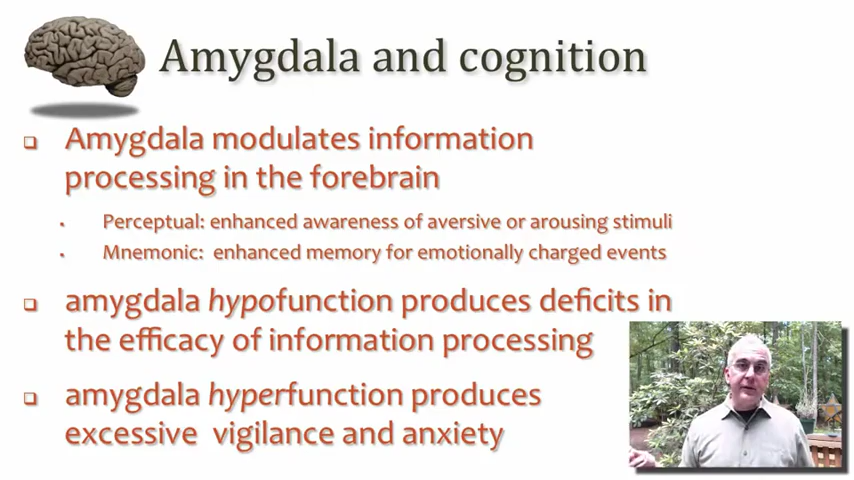 Amygdala and cognition
Amygdala modulates information
processing in the forebrain
Perceptual: enhanced awareness of aversive or arousing stimuli
Mnemonic: enhanced memory for emotionally charged events
amygdala hypofunction produces deficits in
the efficacy of information processing
amygdala hyperfunction produces
excessive vigilance and anxiety